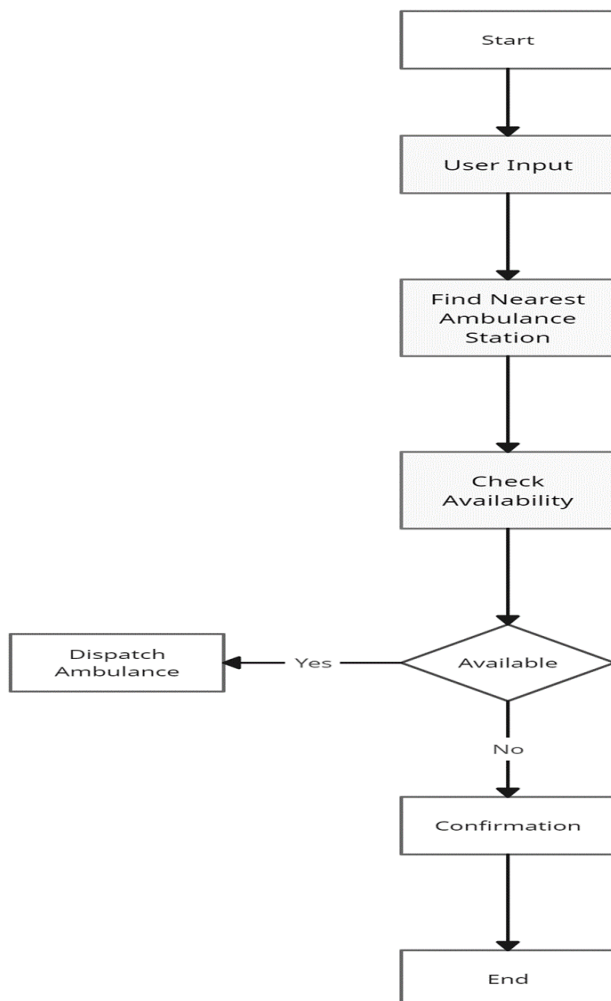 Start
User Input
Find Nearest
Ambulance
Station
Check
Availability
Dispatch
Ambulance
Yes
Available
No
Confirmation
End